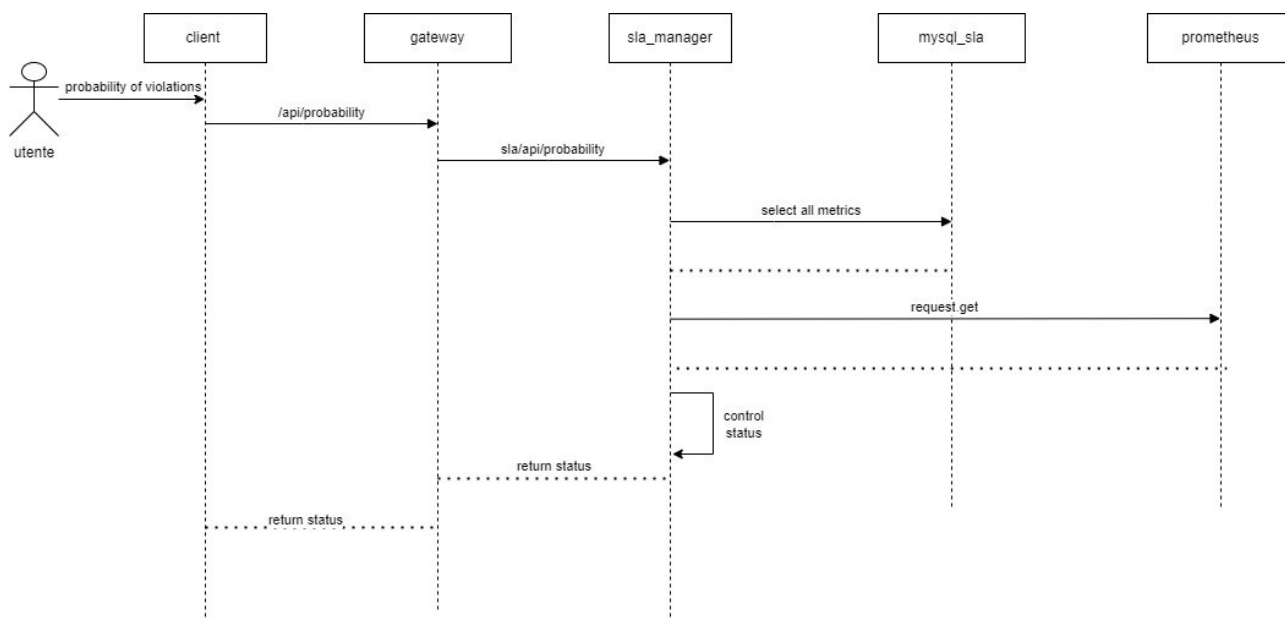 client
gateway
sla_manager
mysql_sla
prometheus
probability of violations
/api/probability
utente
sla/api/probability
select all metrics
request.get
control
status
return status
return status